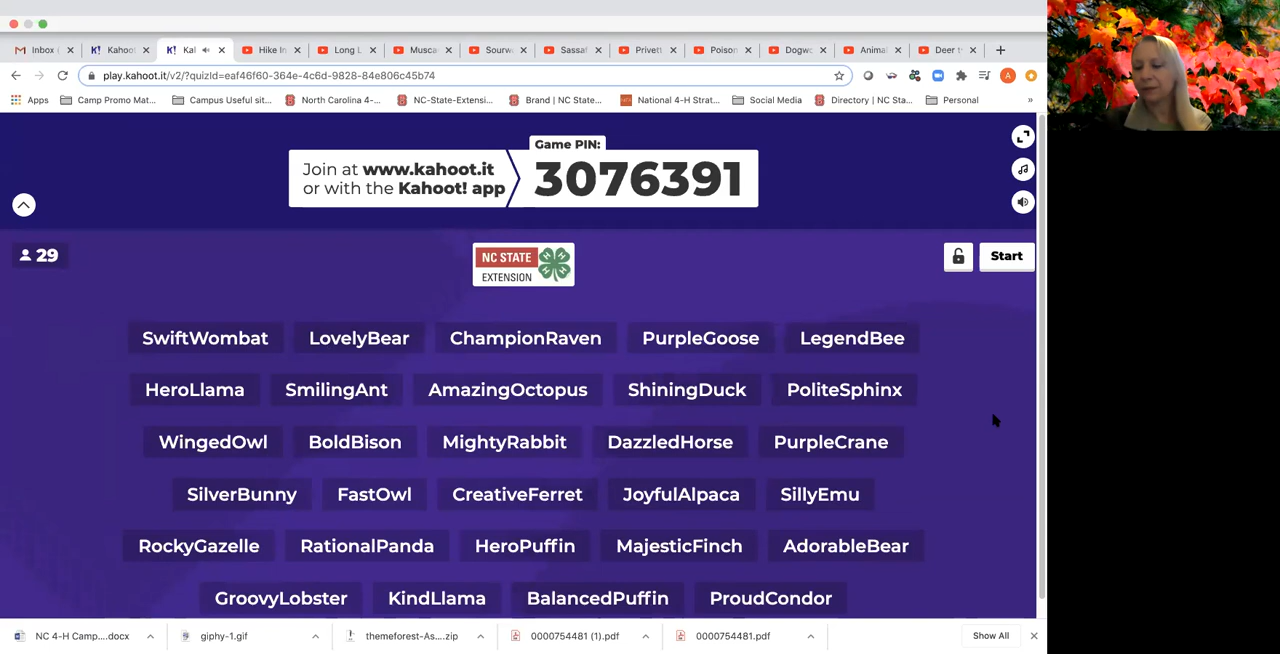 Inbox (
Kahoo
Kal
Hike In
Long L
Musca
Sourw
Sassaf
Privett
Poison
Dogwo
Animal
Deer t
play.kahoot.it/v2/?quizId=eaf46f60-364e-4c6d-9828-84e806c45b74
A
Apps
Camp Promo Mat...
Campus Useful sit...
North Carolina 4-...
NC-State-Extensi...
Brand | NC State...
National 4-H Strat...
Social Media
Directory | NC Sta...
Personal
»
Game PIN:
Join at www.kahoot.it
or with the Kahoot! app
3076391
29
NC STATE
EXTENSION
H H H H
Start
SwiftWombat LovelyBear ChampionRaven PurpleGoose LegendBee
HeroLlama SmilingAnt AmazingOctopus ShiningDuck PoliteSphinx
WingedOwl BoldBison MightyRabbit DazzledHorse PurpleCrane
SilverBunny FastOwl CreativeFerret JoyfulAlpaca SillyEmu
RockyGazelle RationalPanda HeroPuffin MajesticFinch AdorableBear
GroovyLobster KindLlama BalancedPuffin ProudCondor
NC 4-H Camp....docx
giphy-1.gif
themeforest-As....zip
0000754481 (1).pdf
0000754481.pdf
Show All